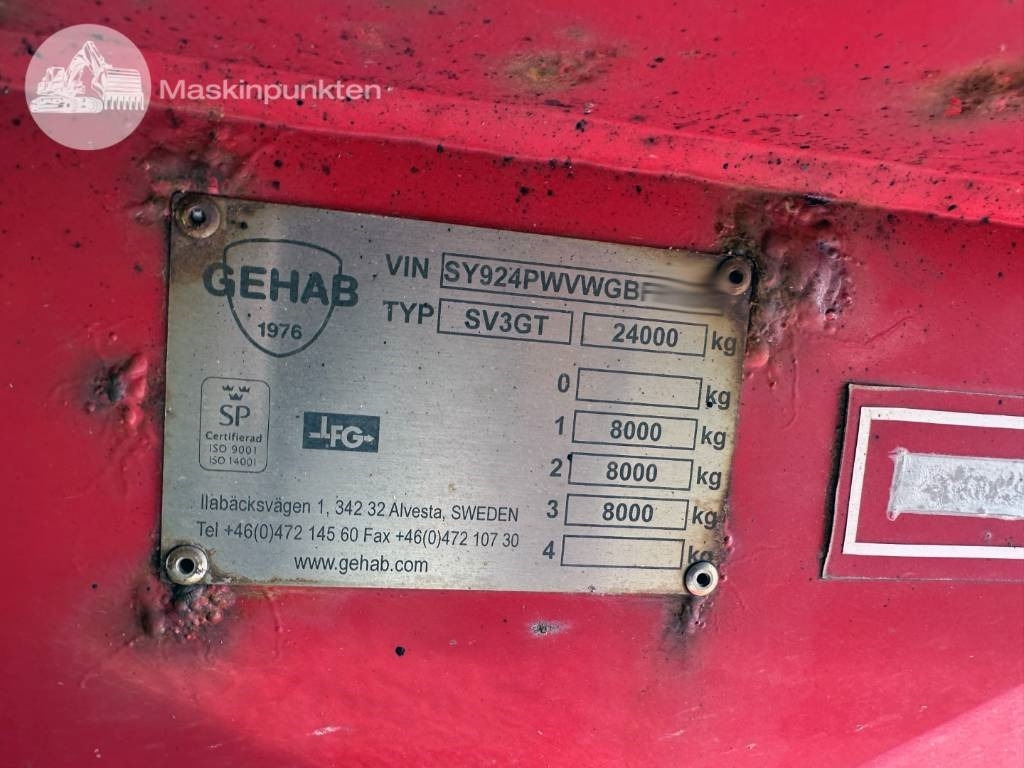 Maskinpunkten
GEHAB
1976
VIN SY924PWVWGB
TYP SV3GT 24000 kg
0 kg
1 8000 kg
2 8000 kg
3 8000 kg
4 kg
SP
Certifierad
ISO 9001
ISO 14001
LFG
Ilabäcksvägen 1, 342 32 Alvesta, SWEDEN
Tel +46(0)472 145 60 Fax +46(0)472 107 30
www.gehab.com